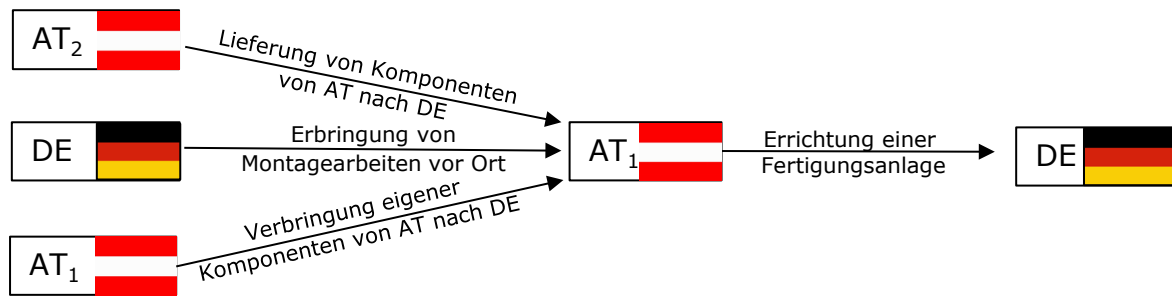 AT₂
Lieferung von Komponenten
von AT nach DE
DE
Erbringung von
Montagearbeiten vor Ort
AT₁
Verbringung eigener
Komponenten von AT nach DE
AT₁
Errichtung einer
Fertigungsanlage
DE